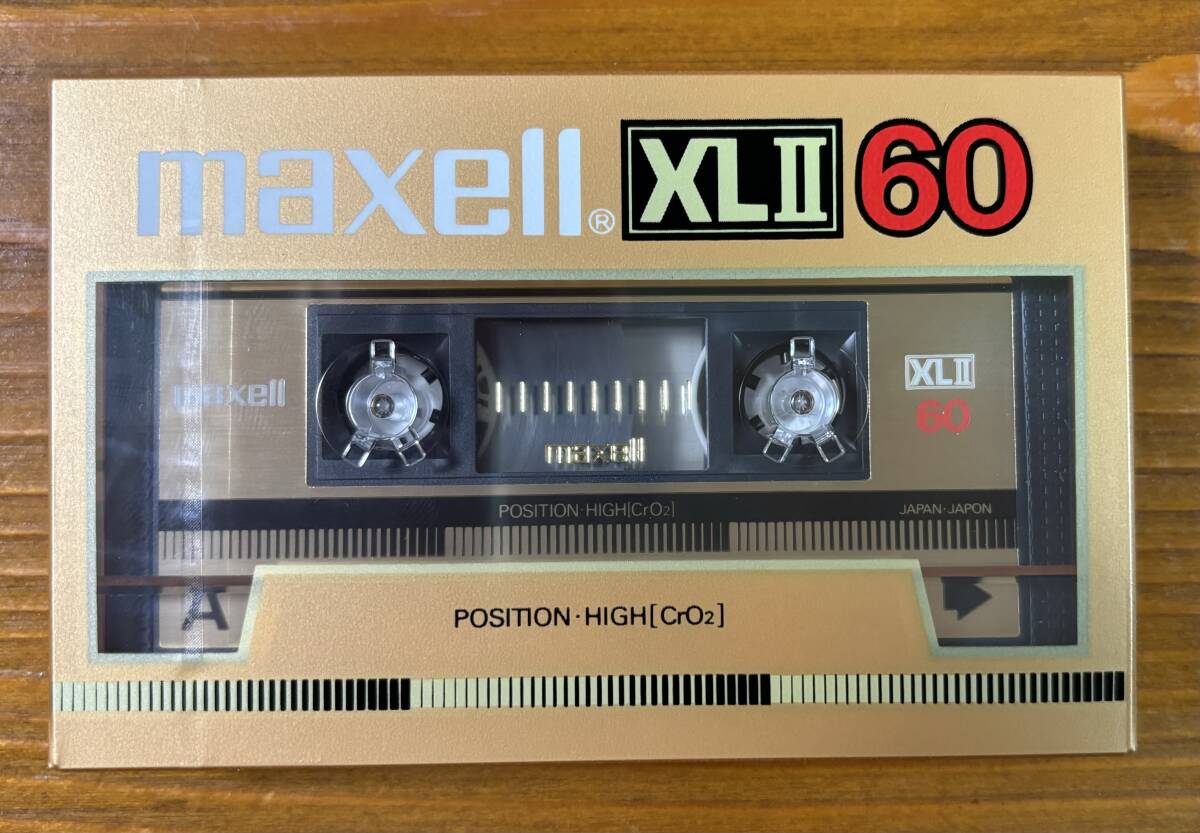 maxell® XLII 60
maxell
XLII
60
maxell
POSITION·HIGH[CrO2]
JAPAN·JAPON
A
POSITION·HIGH[CrO2]